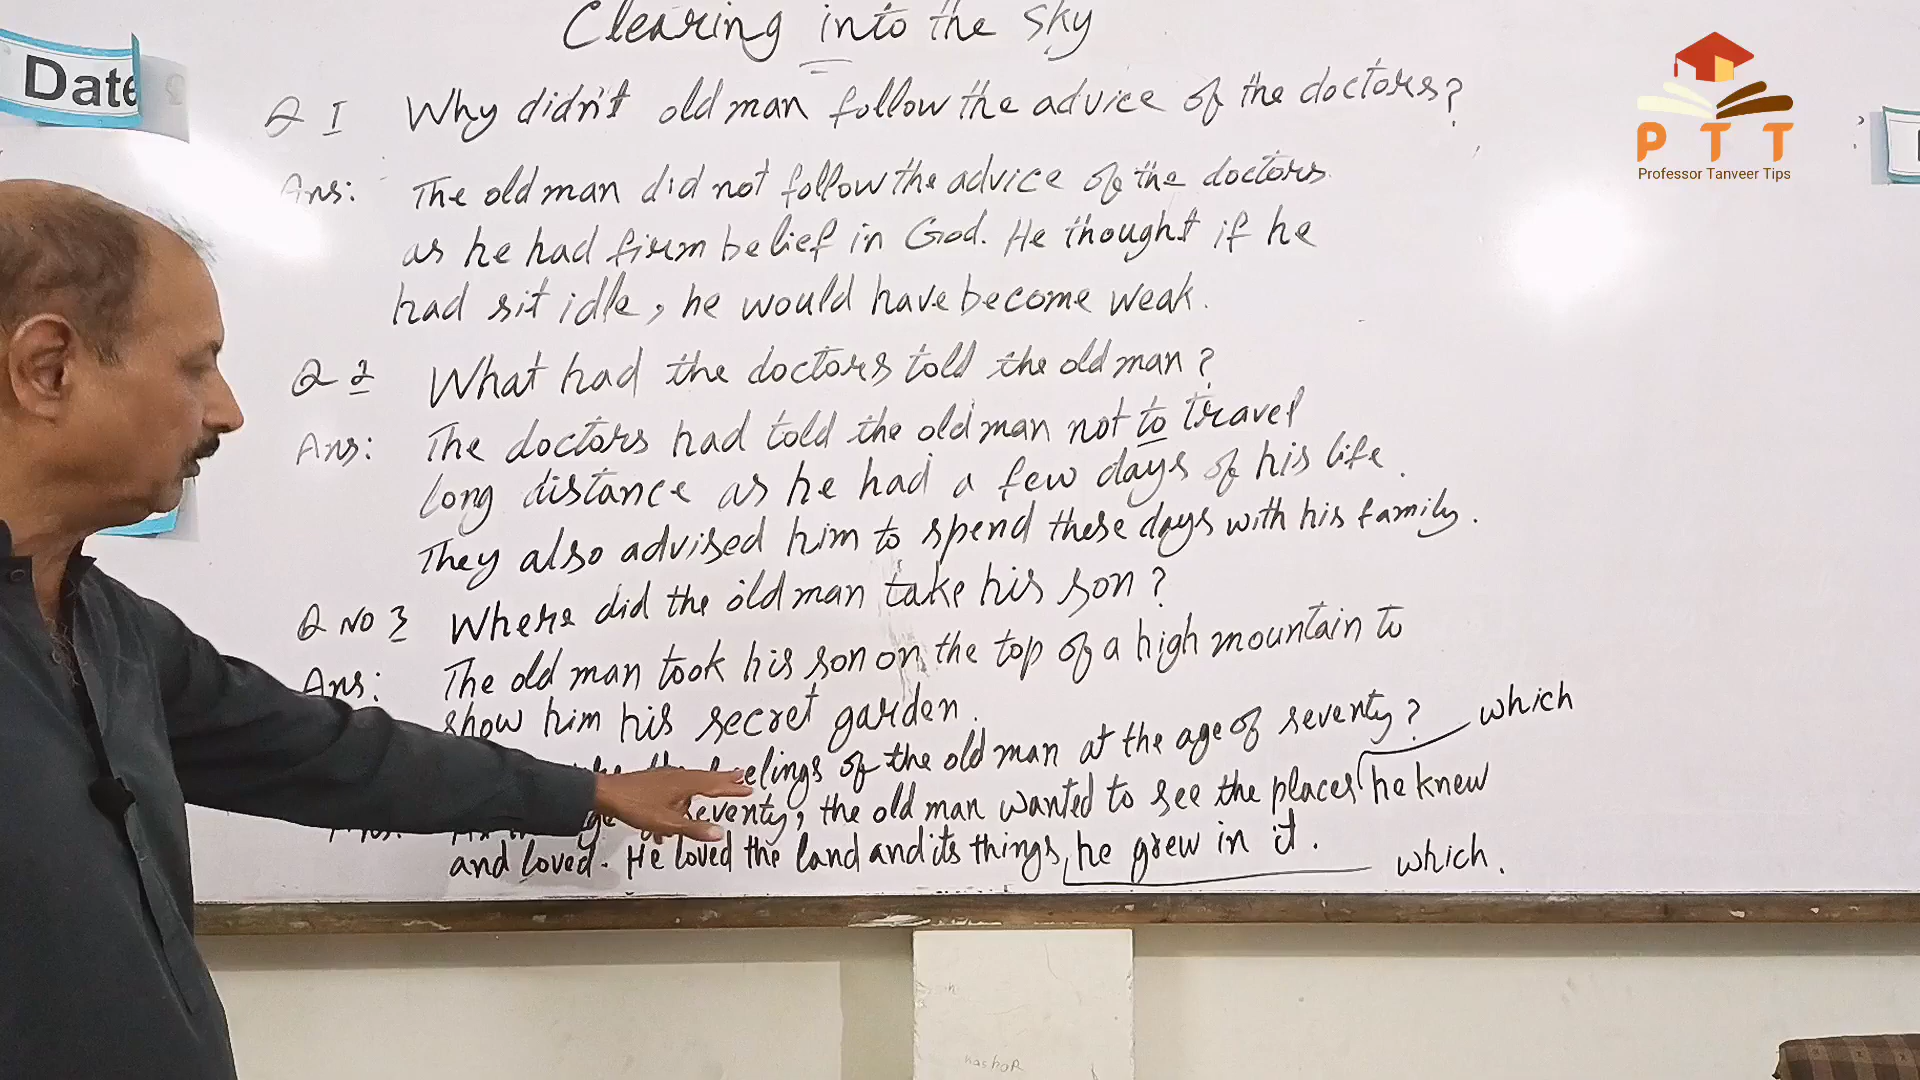 Clearing into the sky
Date
Q I Why didn't old man follow the advice of the doctors?
Ans: The old man did not follow the advice of the doctors
as he had firm belief in God. He thought if he
had sit idle, he would have become weak.
Q 2 What had the doctors told the old man?
Ans: The doctors had told the old man not to travel
long distance as he had a few days of his life.
They also advised him to spend these days with his family.
Q NO 3 Where did the old man take his son?
Ans: The old man took his son on the top of a high mountain to
show him his secret garden.
feelings of the old man at the age of seventy? which
Ans: seventy, the old man wanted to see the places he knew
and loved. He loved the land and its things, he grew in it. which.
PTT
Professor Tanveer Tips